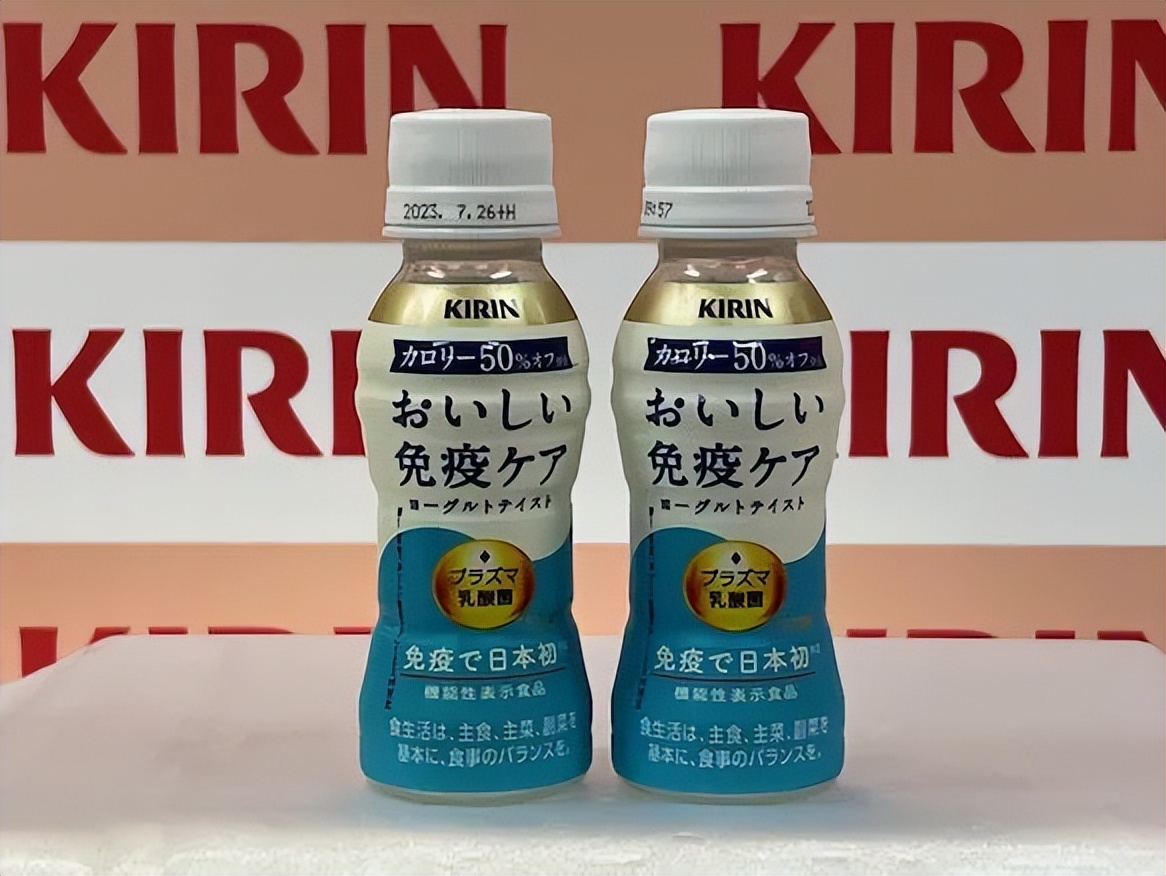 KIRIN KIRIN
KIRIN KIRIN
2023. 7.26+H
KIRIN
カロリー50%オフ
おいしい
免疫ケア
ヨーグルトテイスト
プラズマ
乳酸菌
免疫で日本初
機能性表示食品
食生活は、主食、主菜、副菜を
基本に、食事のバランスを。
KIRIN
カロリー50%オフ
おいしい
免疫ケア
ヨーグルトテイスト
プラズマ
乳酸菌
免疫で日本初
機能性表示食品
食生活は、主食、主菜、副菜を
基本に、食事のバランスを。